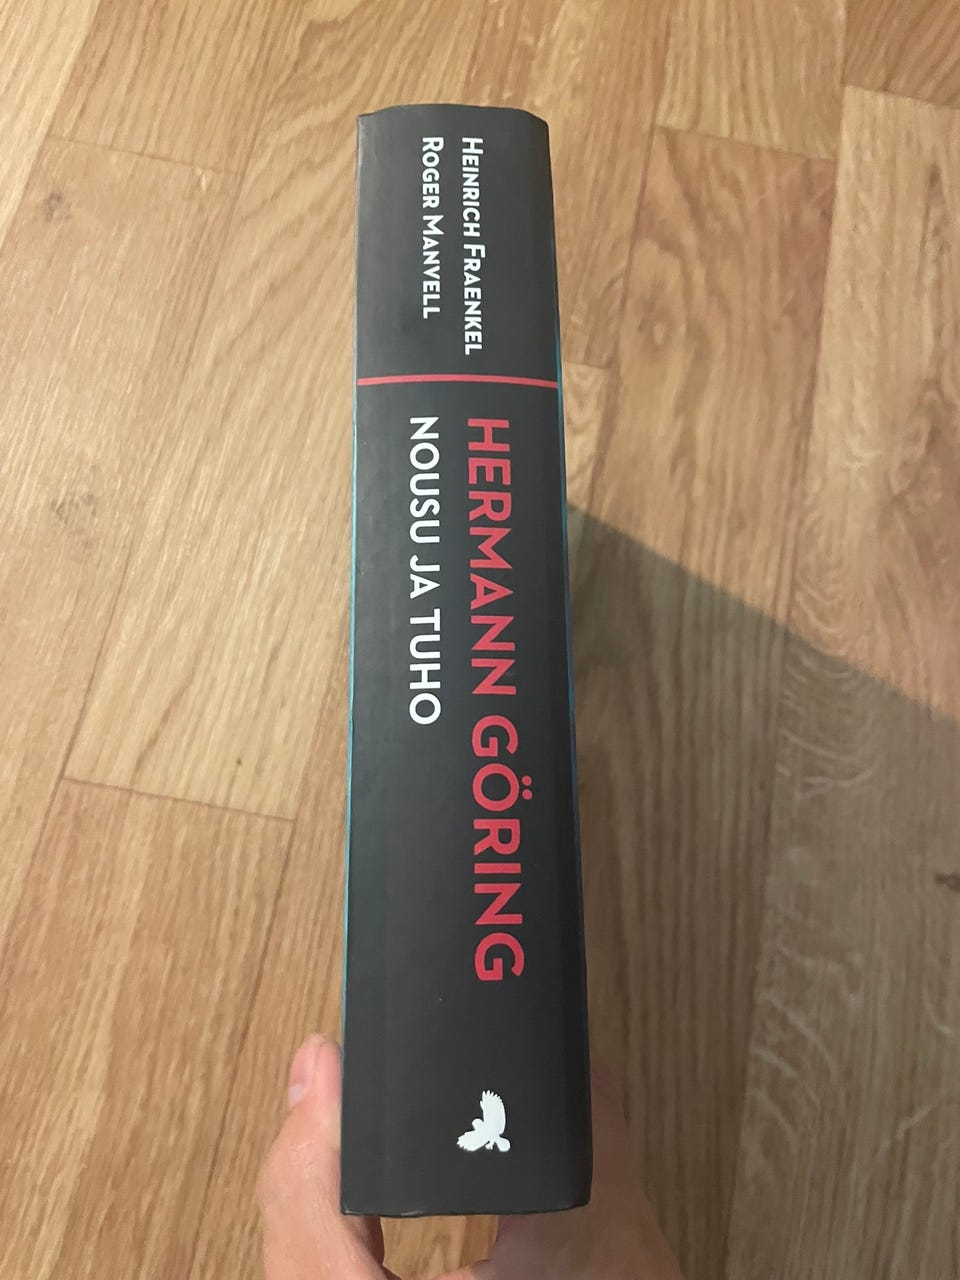 HEINRICH FRAENKEL
ROGER MANVELL
HERMANN GÖRING
NOUSU JA TUHO